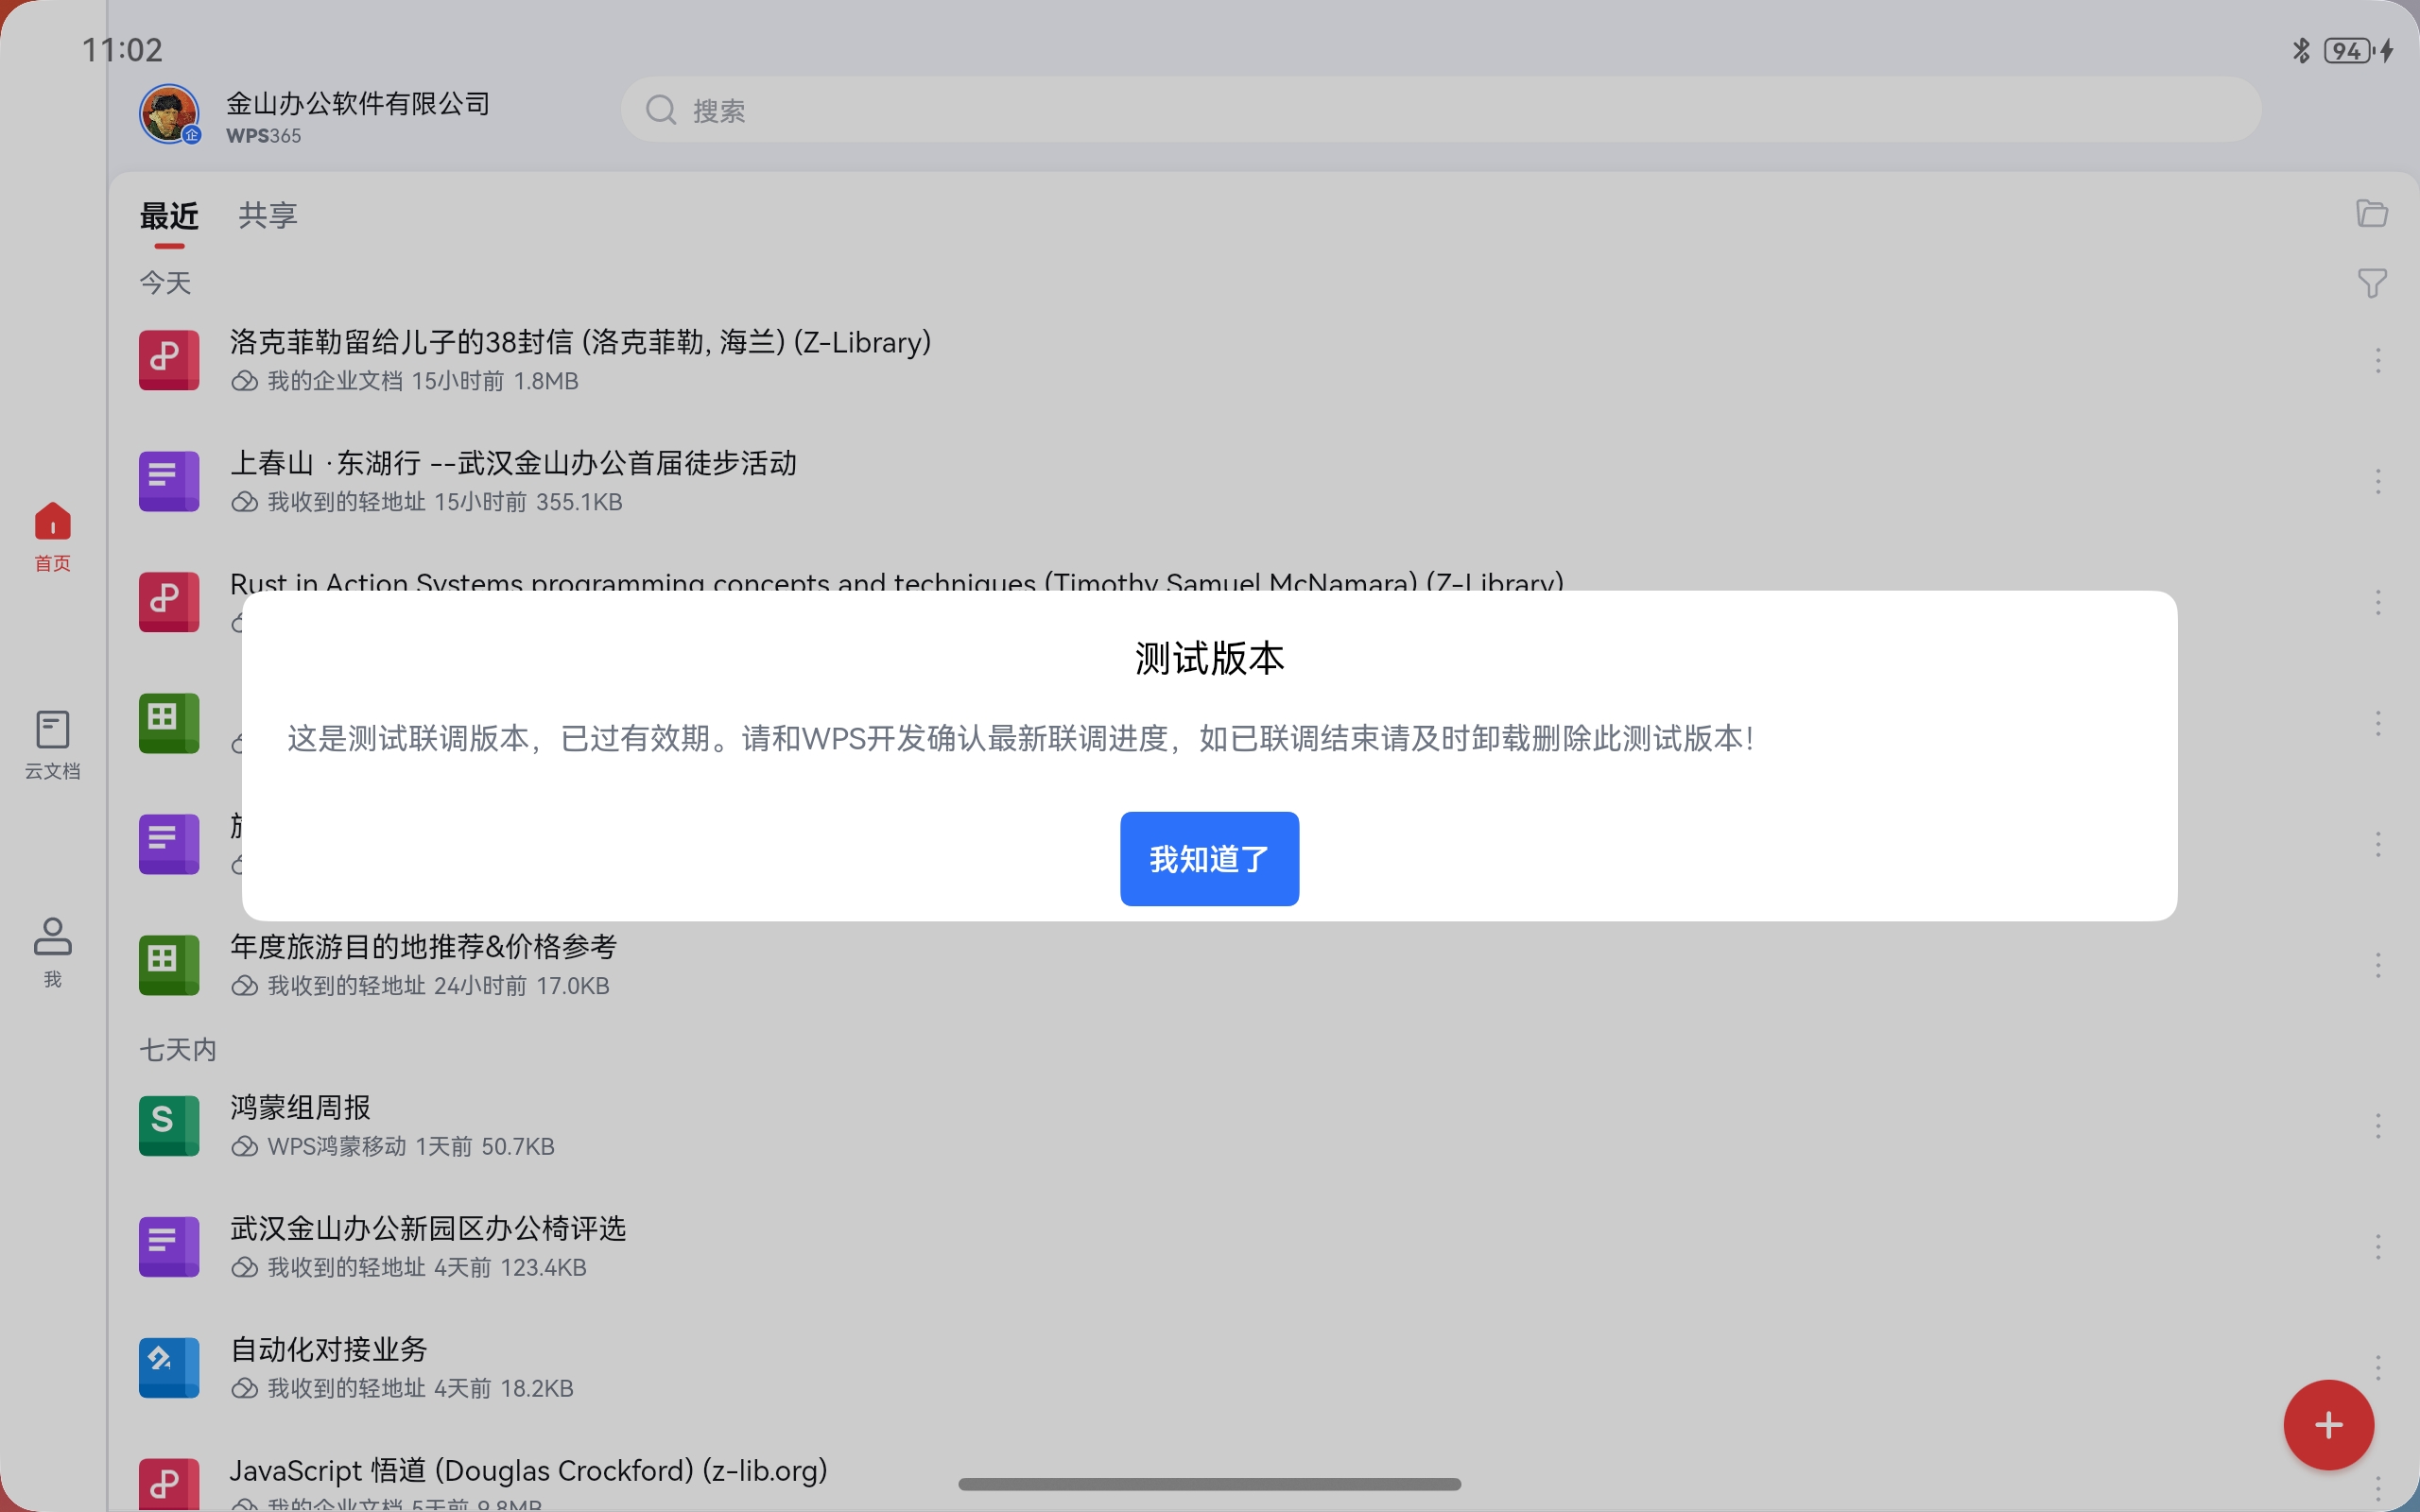 11:02
94
金山办公软件有限公司
WPS365
搜索
最近
共享
今天
洛克菲勒留给儿子的38封信 (洛克菲勒, 海兰) (Z-Library)
我的企业文档 15小时前 1.8MB
上春山 ·东湖行 --武汉金山办公首届徒步活动
我收到的轻地址 15小时前 355.1KB
首页
Rust in Action Systems programming concepts and techniques (Timothy Samuel McNamara) (Z-Library)
测试版本
这是测试联调版本，已过有效期。请和WPS开发确认最新联调进度，如已联调结束请及时卸载删除此测试版本！
云文档
我知道了
我
年度旅游目的地推荐&价格参考
我收到的轻地址 24小时前 17.0KB
七天内
鸿蒙组周报
WPS鸿蒙移动 1天前 50.7KB
武汉金山办公新园区办公椅评选
我收到的轻地址 4天前 123.4KB
自动化对接业务
我收到的轻地址 4天前 18.2KB
JavaScript 悟道 (Douglas Crockford) (z-lib.org)
我的企业文档 5天前 9.8MB